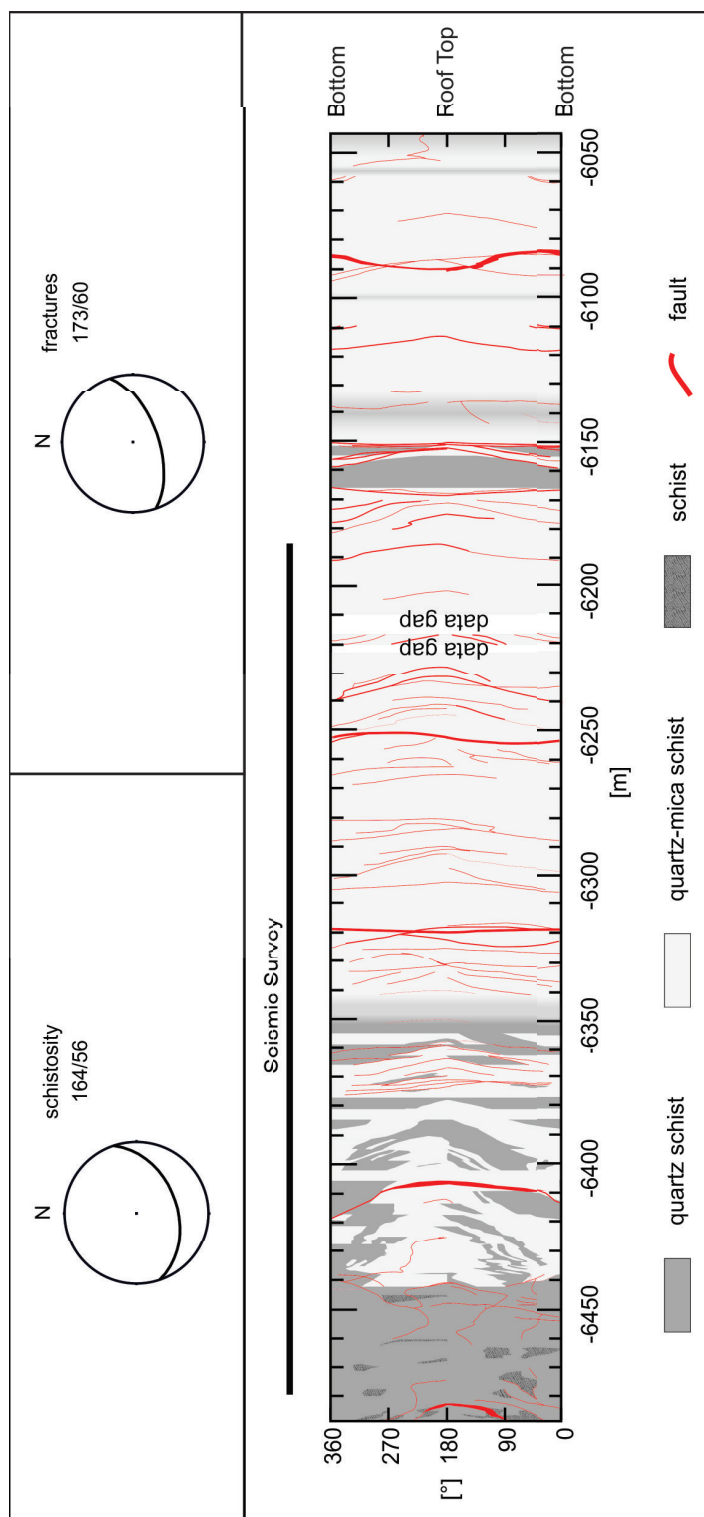 schistosity
164/56
N
fractures
173/60
N
Seismic Survey
360
270
180
90
0
[°]
Bottom
Roof Top
Bottom
data gap
data gap
-6450
-6400
-6350
-6300
-6250
-6200
-6150
-6100
-6050
[m]
quartz schist
quartz-mica schist
schist
fault